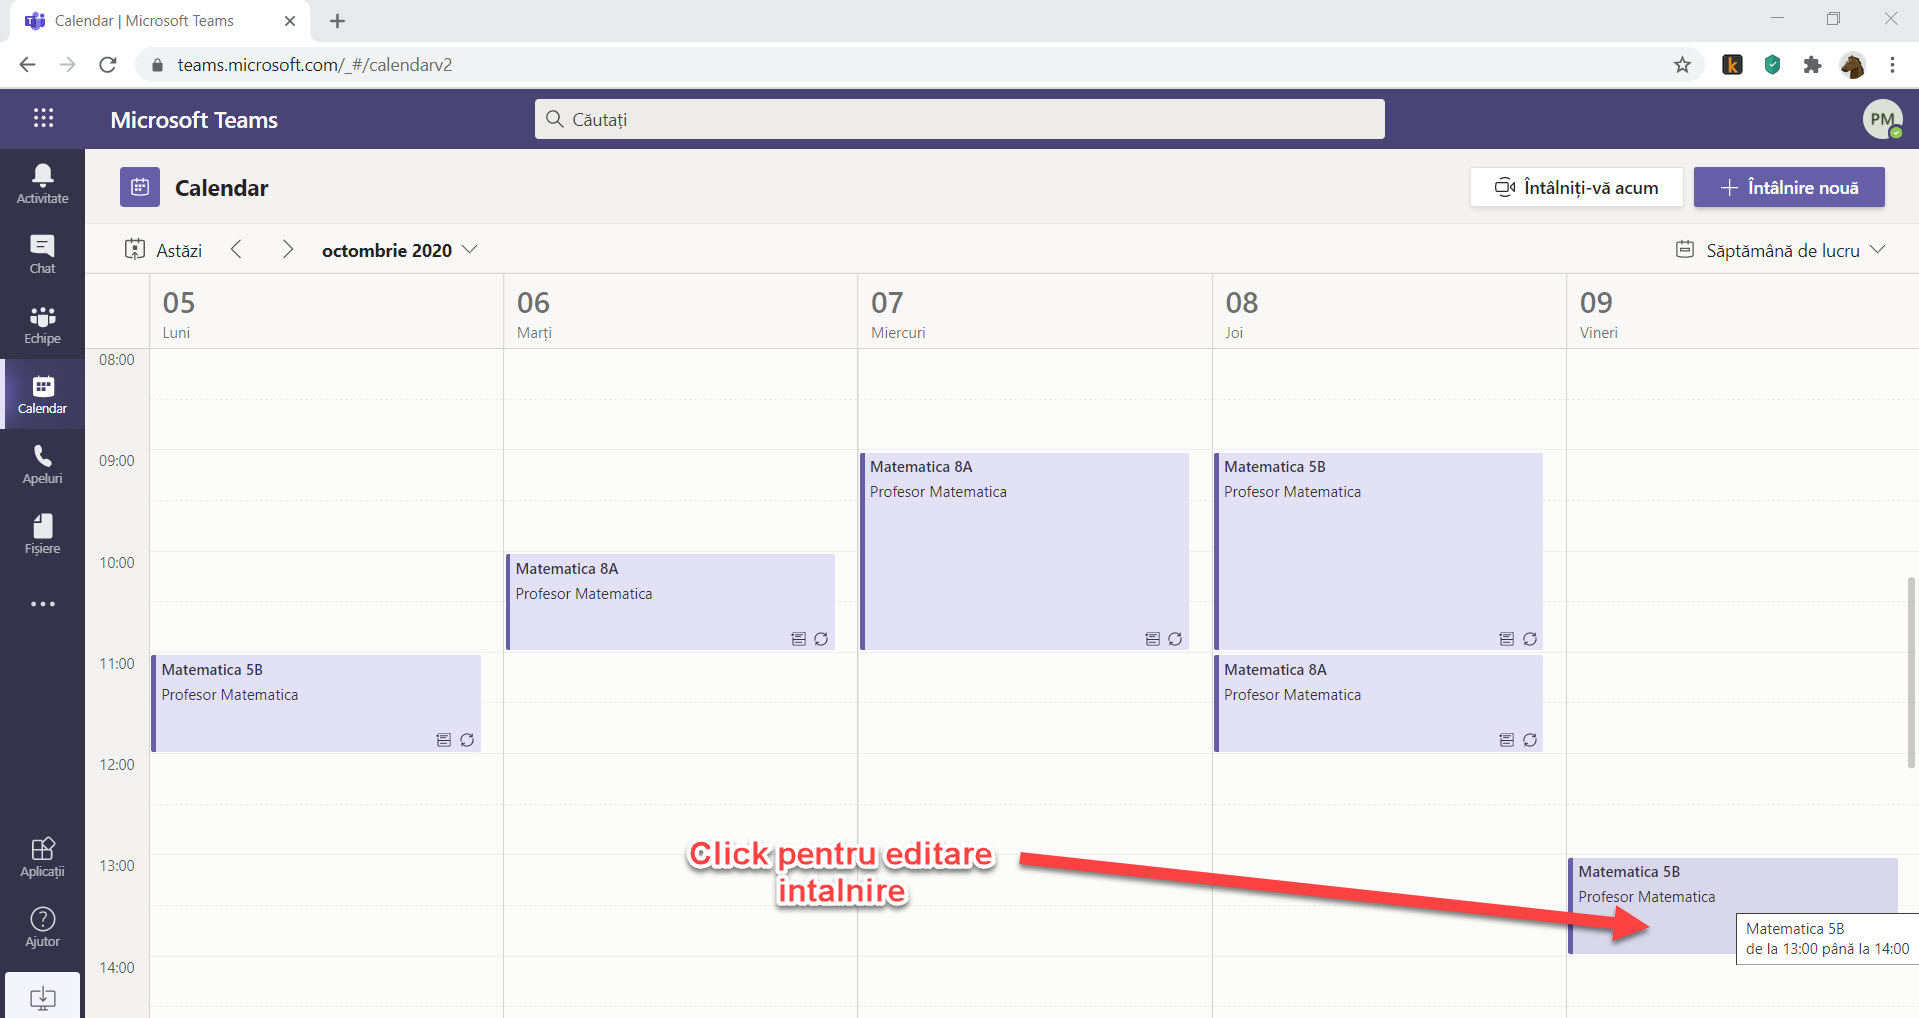 Calendar | Microsoft Teams
teams.microsoft.com/_#/calendarv2
Microsoft Teams
Căutați
PM
Activitate
Chat
Echipe
Calendar
Apeluri
Fișiere
Aplicații
Ajutor
Calendar
Întâlniți-vă acum
Întâlnire nouă
Astăzi
octombrie 2020
Săptămână de lucru
05
Luni
06
Marți
07
Miercuri
08
Joi
09
Vineri
08:00
09:00
10:00
11:00
12:00
13:00
14:00
Matematica 5B
Profesor Matematica
Matematica 8A
Profesor Matematica
Matematica 8A
Profesor Matematica
Matematica 5B
Profesor Matematica
Matematica 8A
Profesor Matematica
Matematica 5B
Profesor Matematica
Matematica 5B
de la 13:00 până la 14:00
Click pentru editare
intalnire